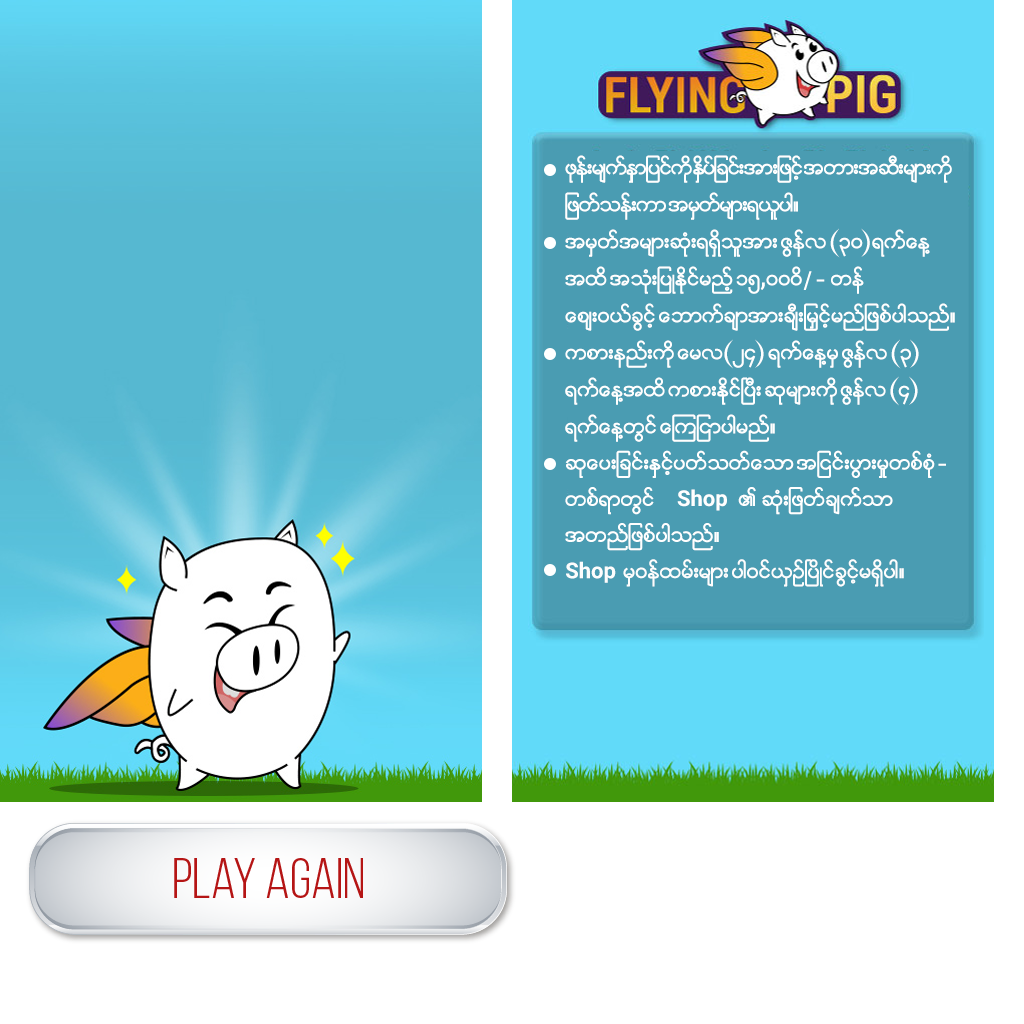 FLYING PIG
ဖုန်းမျက်နှာပြင်ကိုနှိပ်ခြင်းအားဖြင့် အတားအဆီးများကို
ဖြတ်သန်းကာ အမှတ်များရယူပါ။
အမှတ်အများဆုံးရရှိသူအား ဇွန်လ (၃၀)ရက်နေ့
အထိ အသုံးပြုနိုင်မည့် ၁၅,၀၀၀ိ/- တန်
ဈေးဝယ်ခွင့် ဘောက်ချာအားချီးမြှင့်မည်ဖြစ်ပါသည်။
ကစားနည်းကို မေလ(၂၄) ရက်နေ့မှ ဇွန်လ (၃)
ရက်နေ့အထိ ကစားနိုင်ပြီး ဆုများကို ဇွန်လ (၄)
ရက်နေ့တွင် ကြေငြာပါမည်။
ဆုပေးခြင်းနှင့်ပတ်သတ်သော အငြင်းပွားမှုတစ်စုံ -
တစ်ရာတွင် Shop ၏ ဆုံးဖြတ်ချက်သာ
အတည်ဖြစ်ပါသည်။
Shop မှဝန်ထမ်းများ ပါဝင်ယှဉ်ပြိုင်ခွင့်မရှိပါ။
PLAY AGAIN